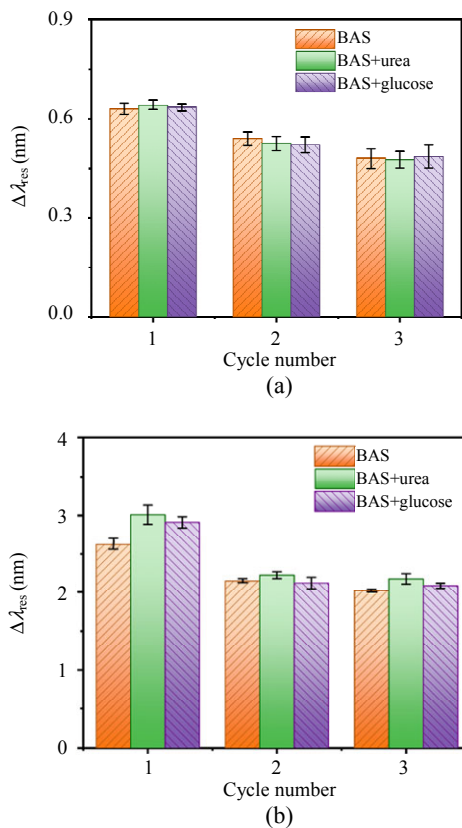 0.9
0.6
0.3
0.0
Δλres (nm)
BAS
BAS+urea
BAS+glucose
1 2 3
Cycle number
(a)
4
3
2
1
0
Δλres (nm)
BAS
BAS+urea
BAS+glucose
1 2 3
Cycle number
(b)